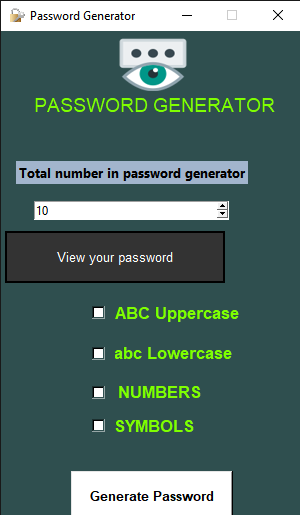 Password Generator
PASSWORD GENERATOR
Total number in password generator
10
View your password
ABC Uppercase
abc Lowercase
NUMBERS
SYMBOLS
Generate Password